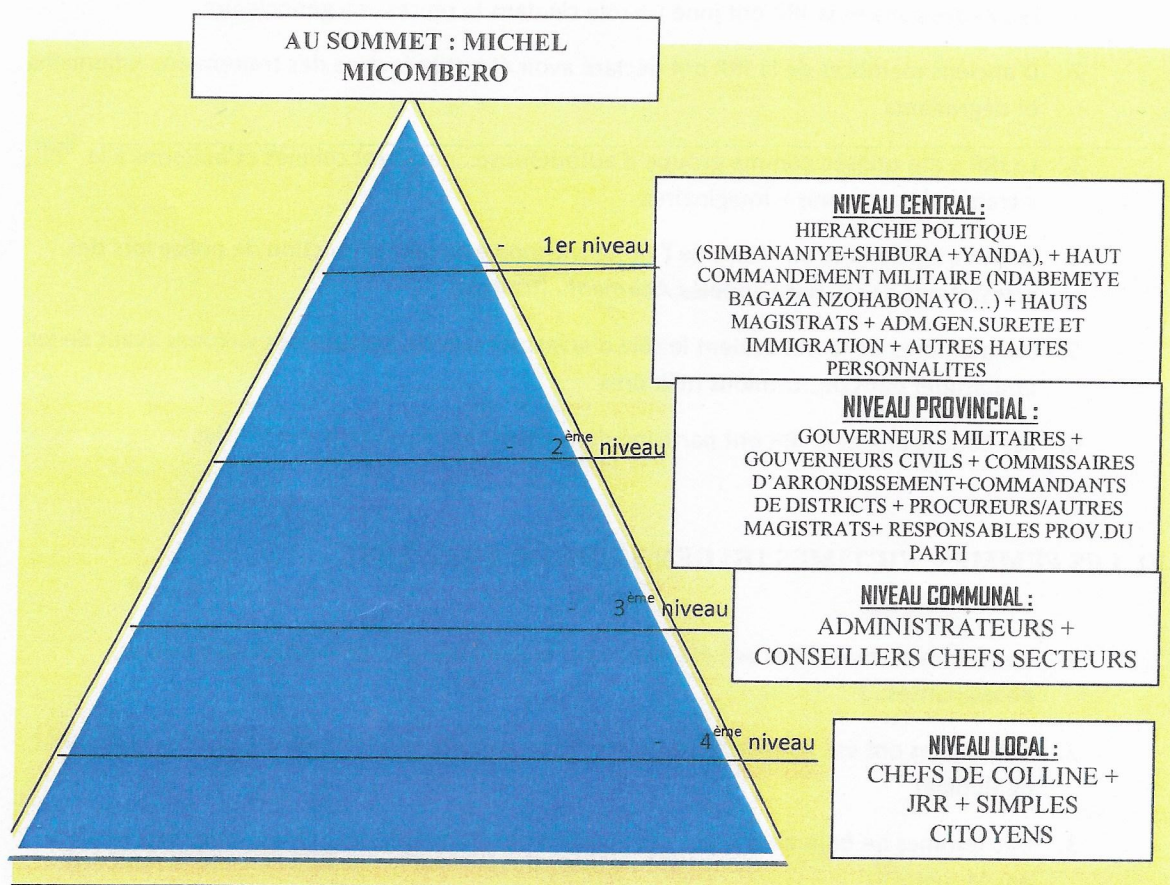 AU SOMMET : MICHEL
MICOMBERO
- 1er niveau
NIVEAU CENTRAL :
HIERARCHIE POLITIQUE
(SIMBANANIYE+SHIBURA +YANDA), + HAUT
COMMANDEMENT MILITAIRE (NDABEMEYE
BAGAZA NZOHABONAYO...) + HAUTS
MAGISTRATS + ADM.GEN.SURETE ET
IMMIGRATION + AUTRES HAUTES
PERSONNALITES
- 2ème niveau
NIVEAU PROVINCIAL :
GOUVERNEURS MILITAIRES +
GOUVERNEURS CIVILS + COMMISSAIRES
D'ARRONDISSEMENT+COMMANDANTS
DE DISTRICTS + PROCUREURS/AUTRES
MAGISTRATS+ RESPONSABLES PROV.DU
PARTI
- 3ème niveau
NIVEAU COMMUNAL :
ADMINISTRATEURS +
CONSEILLERS CHEFS SECTEURS
- 4ème niveau
NIVEAU LOCAL :
CHEFS DE COLLINE +
JRR + SIMPLES
CITOYENS